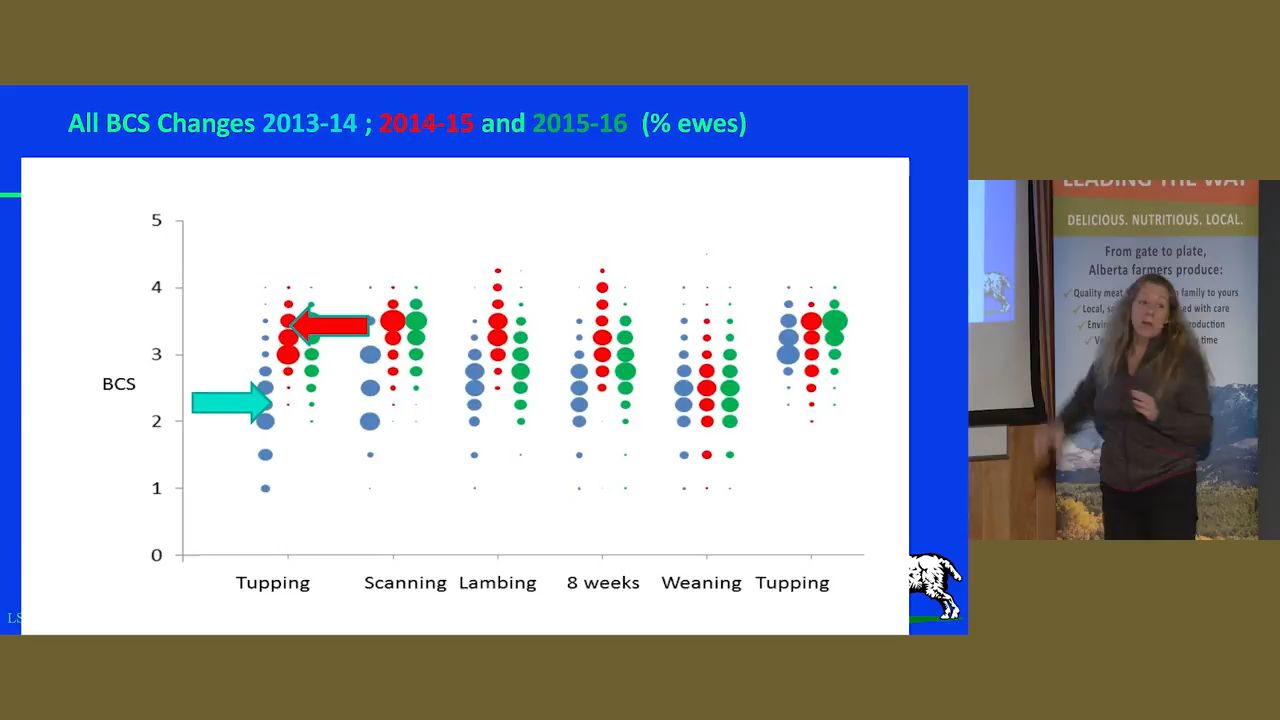 All BCS Changes 2013-14 ; 2014-15 and 2015-16 (% ewes)
5
4
3
2
1
0
BCS
Tupping
Scanning
Lambing
8 weeks
Weaning
Tupping
LEADING THE WAY
DELICIOUS. NUTRITIOUS. LOCAL.
From gate to plate,
Alberta farmers produce:
Quality meat family to yours
Local, with care